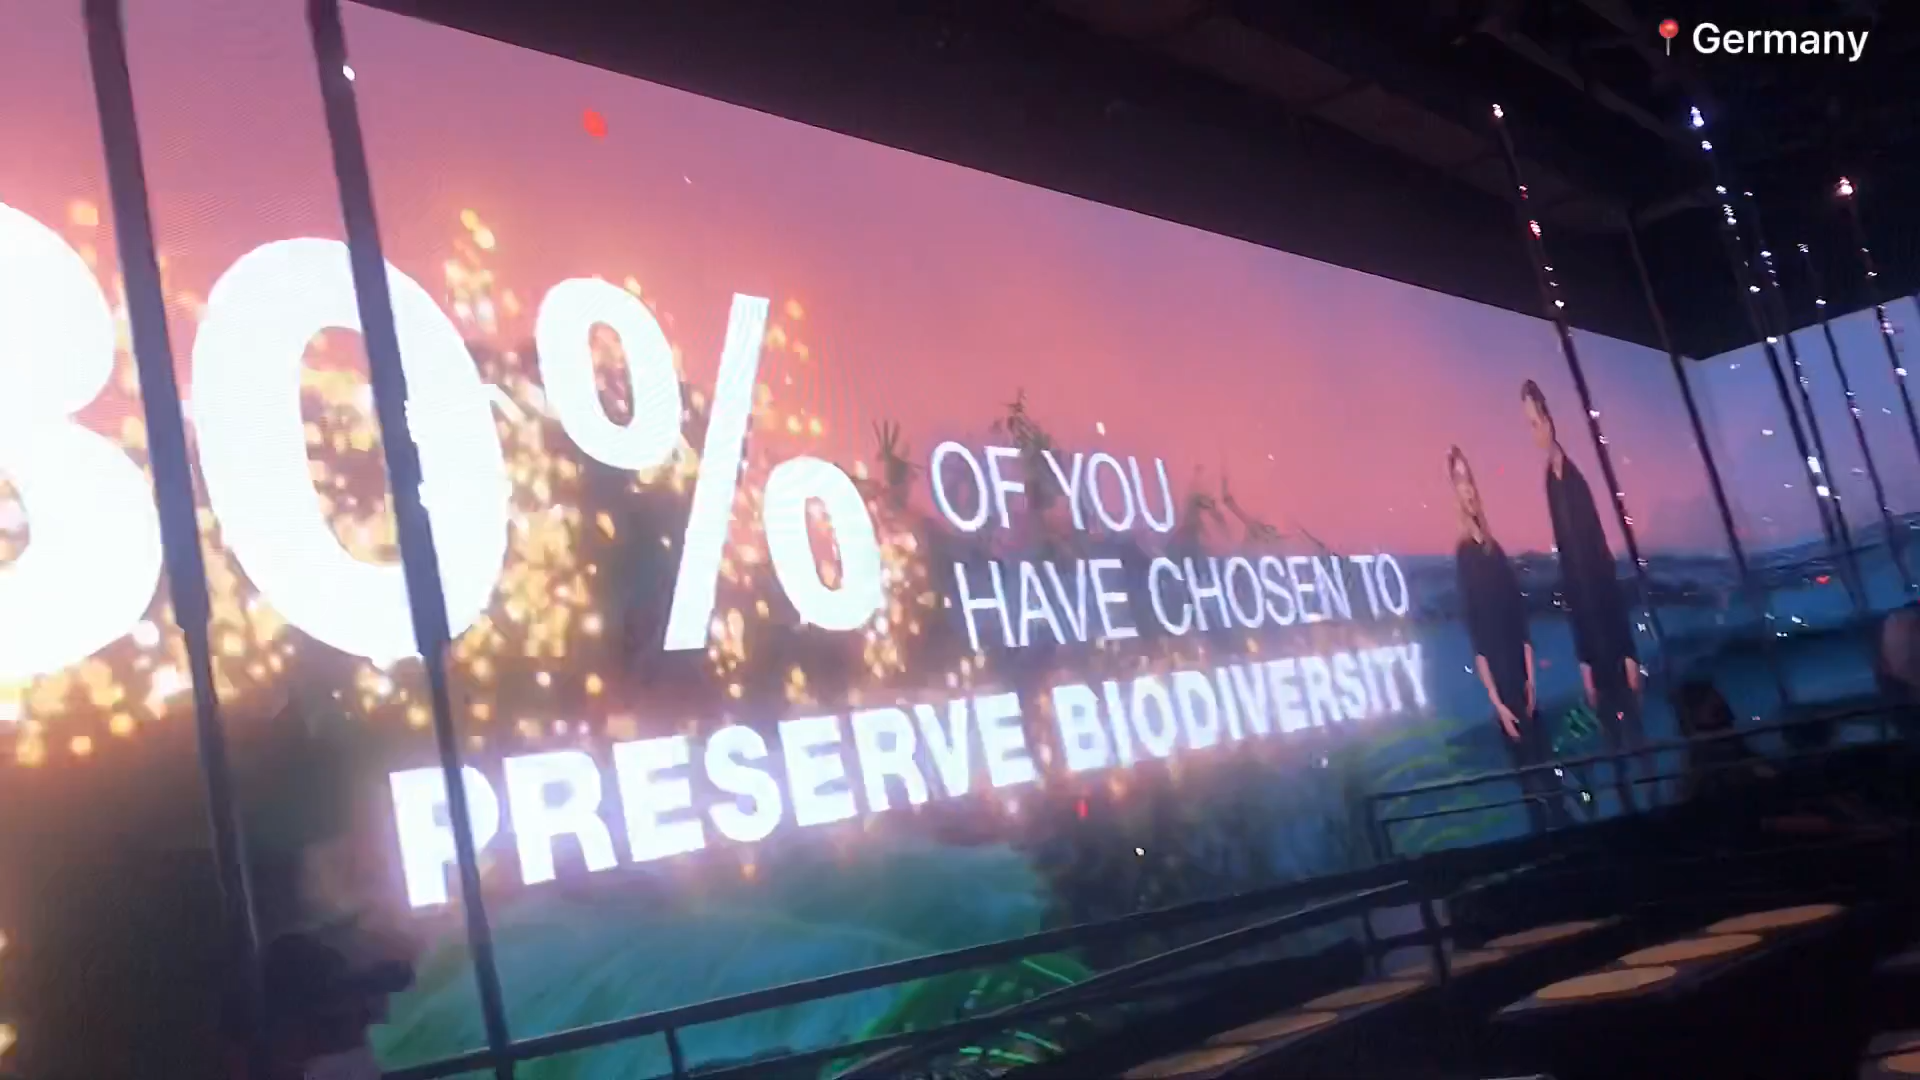 📍 Germany
0%
OF YOU
HAVE CHOSEN TO
PRESERVE BIODIVERSITY